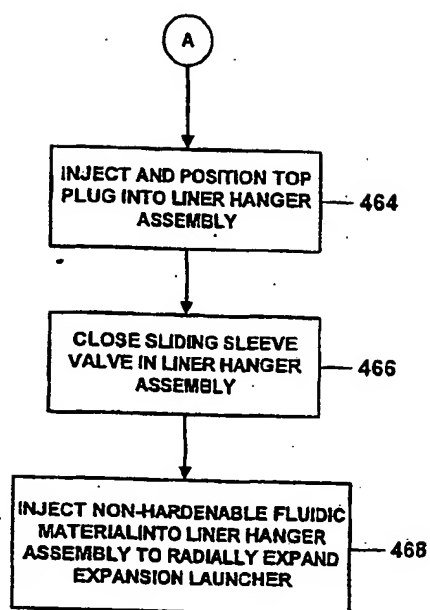 A
INJECT AND POSITION TOP
PLUG INTO LINER HANGER
ASSEMBLY
464
CLOSE SLIDING SLEEVE
VALVE IN LINER HANGER
ASSEMBLY
466
INJECT NON-HARDENABLE FLUIDIC
MATERIALINTO LINER HANGER
ASSEMBLY TO RADIALLY EXPAND
EXPANSION LAUNCHER
468